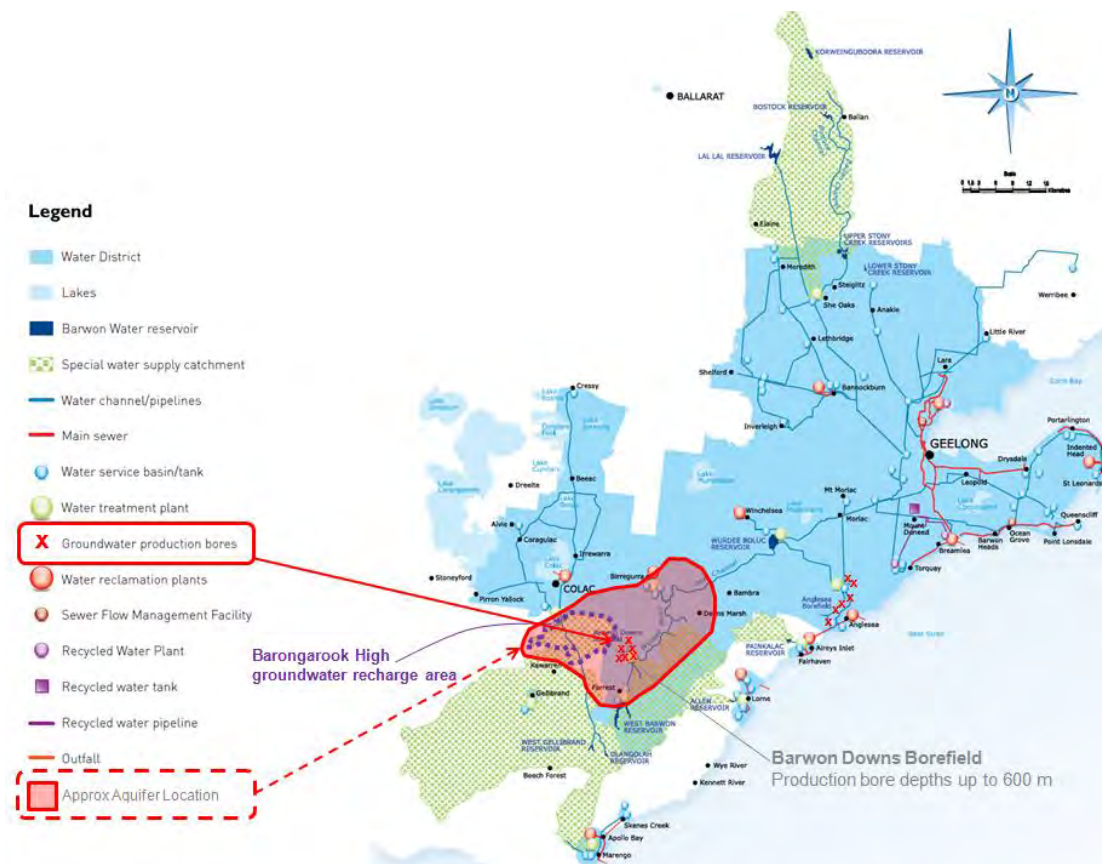 KORWEINGUBOORA RESERVOIR
BALLARAT
BOSTOCK RESERVOIR
Ballan
LAL LAL RESERVOIR
N
Scale
Kilometres
Legend
Water District
Lakes
Barwon Water reservoir
Special water supply catchment
Water channel/pipelines
Main sewer
Water service basin/tank
Water treatment plant
X Groundwater production bores
Water reclamation plants
Sewer Flow Management Facility
Recycled Water Plant
Recycled water tank
Recycled water pipeline
Outfall
Approx Aquifer Location
Elaine
UPPER STONY
CREEK RESERVOIRS
Meredith
LOWER STONY
CREEK RESERVOIR
Steiglitz
She Oaks
Anakie
Werribee
Little River
Lethbridge
Lara
Shelford
Bannockburn
Cressy
Inverleigh
Corio Bay
Portarlington
GEELONG
Indented
Head
Drysdale
St Leonards
Leopold
Beeac
Dreeite
Alvie
Coragulac
Irrewarra
Stoneyford
Lake
Colac
COLAC
Pirron Yallock
Mt Moriac
Moriac
Winchelsea
WURDEE BOLUC
RESERVOIR
Mount
Duneed
Queenscliff
Ocean
Grove
Barwon
Heads
Point Lonsdale
Breamlea
Torquay
Birregurra
Channel
Bambra
Deans Marsh
Anglesea
Borefield
Anglesea
Barongarook High
groundwater recharge area
Kawarren
Gellibrand
Forrest
PAINKALAC
RESERVOIR
Aireys Inlet
Fairhaven
ALLEN
RESERVOIR
Lorne
WEST BARWON
RESERVOIR
WEST GELLIBRAND
RESERVOIR
OLANGOLAH
RESERVOIR
Beech Forest
Wye River
Kennett River
Barwon Downs Borefield
Production bore depths up to 600 m
Skenes Creek
Apollo Bay
Marengo